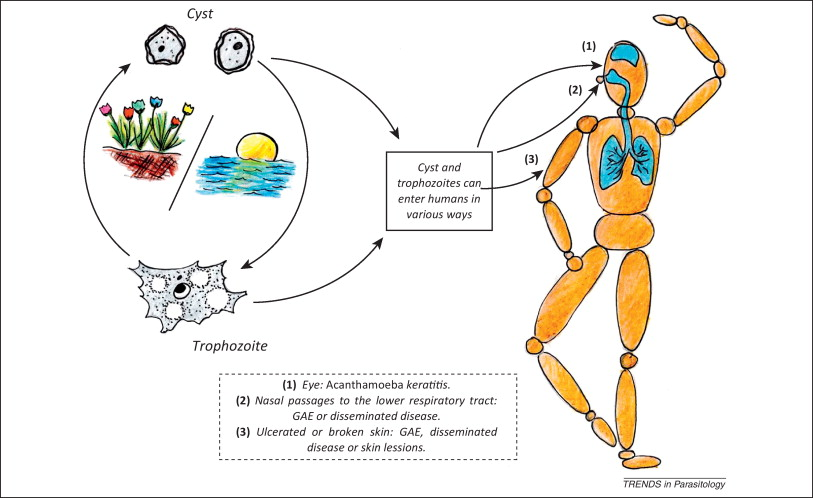 Cyst
(1)
(2)
(3)
Cyst and
trophozoites can
enter humans in
various ways
Trophozoite
(1) Eye: Acanthamoeba keratitis.
(2) Nasal passages to the lower respiratory tract:
GAE or disseminated disease.
(3) Ulcerated or broken skin: GAE, disseminated
disease or skin lessions.
TRENDS in Parasitology